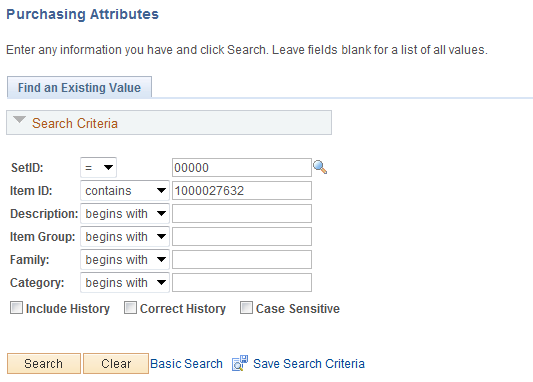 Purchasing Attributes
Enter any information you have and click Search. Leave fields blank for a list of all values.
Find an Existing Value
Search Criteria
SetID: = 00000
Item ID: contains 1000027632
Description: begins with
Item Group: begins with
Family: begins with
Category: begins with
Include History Correct History Case Sensitive
Search Clear Basic Search Save Search Criteria